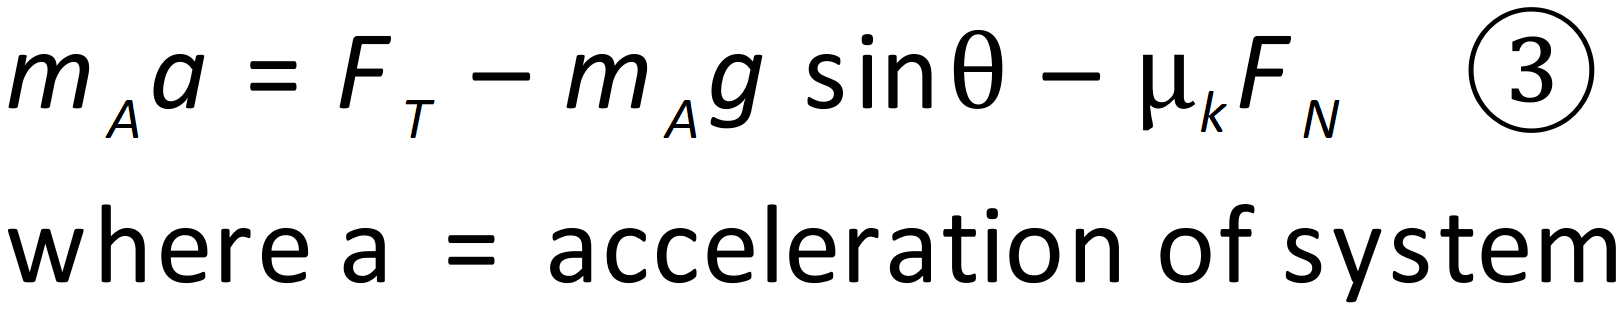 m_A a = F_T − m_A g sinθ − μ_k F_N ③
where a = acceleration of system